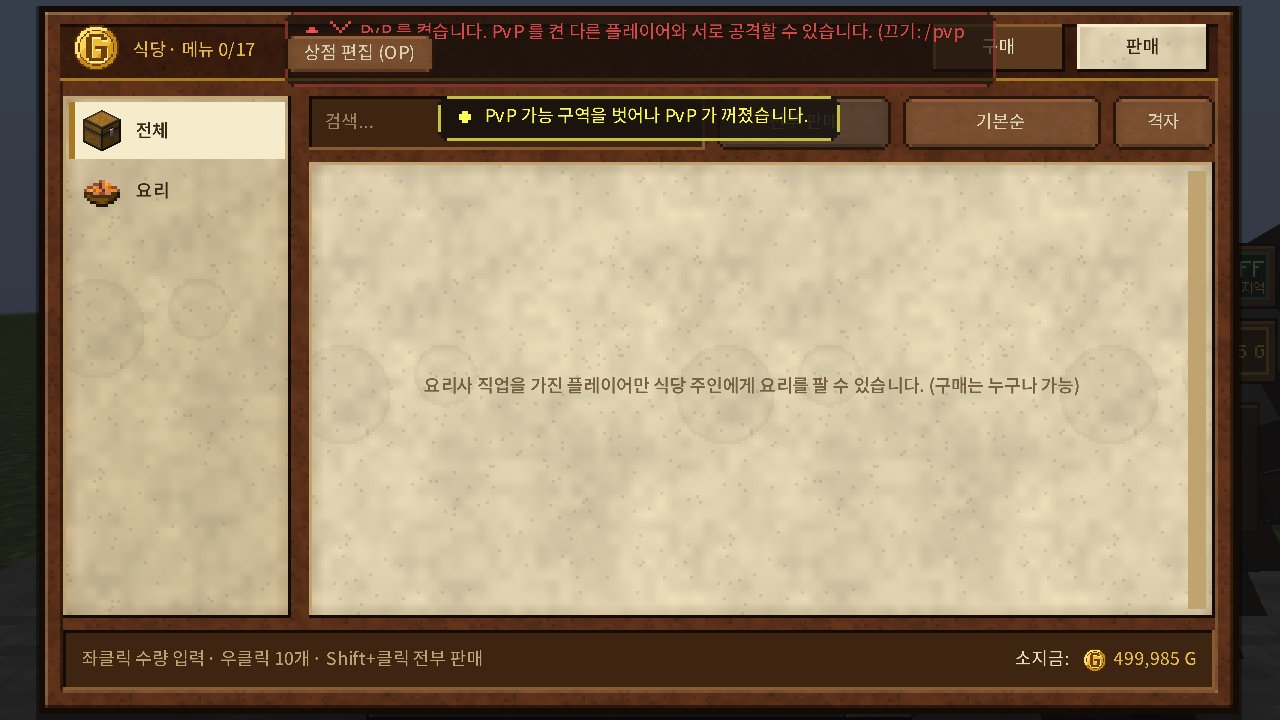 PvP 를 켰습니다. PvP 를 켠 다른 플레이어와 서로 공격할 수 있습니다. (끄기: /pvp
식당 · 메뉴 0/17
상점 편집 (OP)
구매
판매
전체
요리
검색...
PvP 가능 구역을 벗어나 PvP 가 꺼졌습니다.
기본순
격자
요리사 직업을 가진 플레이어만 식당 주인에게 요리를 팔 수 있습니다. (구매는 누구나 가능)
FF
지역
G
좌클릭 수량 입력 · 우클릭 10개 · Shift+클릭 전부 판매
소지금: 499,985 G